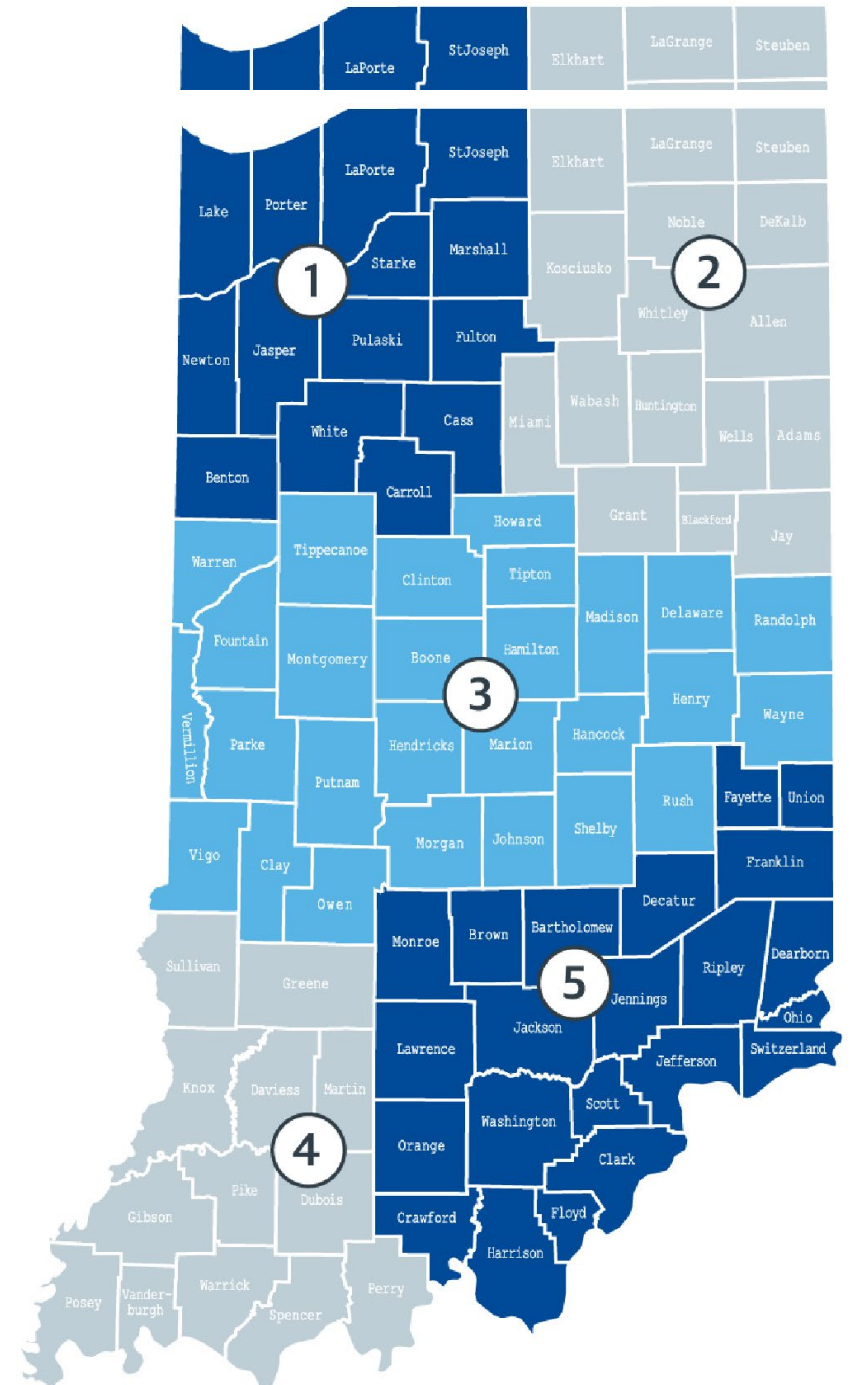 LaPorte
StJoseph
Elkhart
LaGrange
Steuben
Lake
Porter
LaPorte
StJoseph
Elkhart
LaGrange
Steuben
Noble
DeKalb
Starke
Marshall
Kosciusko
1
2
Whitley
Allen
Newton
Jasper
Pulaski
Fulton
White
Cass
Miami
Wabash
Huntington
Wells
Adams
Benton
Carroll
Howard
Grant
Blackford
Jay
Warren
Tippecanoe
Clinton
Tipton
Madison
Delaware
Randolph
Fountain
Montgomery
Boone
Hamilton
3
Henry
Wayne
Vermillion
Parke
Putnam
Hendricks
Marion
Hancock
Rush
Fayette
Union
Vigo
Clay
Owen
Morgan
Johnson
Shelby
Franklin
Decatur
Monroe
Brown
Bartholomew
Sullivan
Greene
5
Jennings
Ripley
Dearborn
Ohio
Lawrence
Jackson
Jefferson
Switzerland
Knox
Daviess
Martin
Washington
Scott
4
Orange
Clark
Gibson
Pike
Dubois
Crawford
Floyd
Harrison
Posey
Vander-
burgh
Warrick
Spencer
Perry